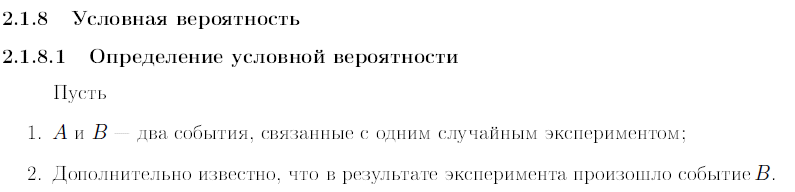 2.1.8 Условная вероятность
2.1.8.1 Определение условной вероятности
Пусть
1. A и B — два события, связанные с одним случайным экспериментом;
2. Дополнительно известно, что в результате эксперимента произошло событие B.